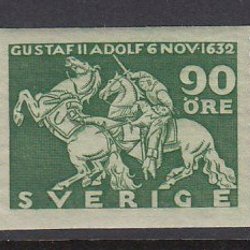 GUSTAF II ADOLF 6 NOV·1632
90
ÖRE
SVERIGE